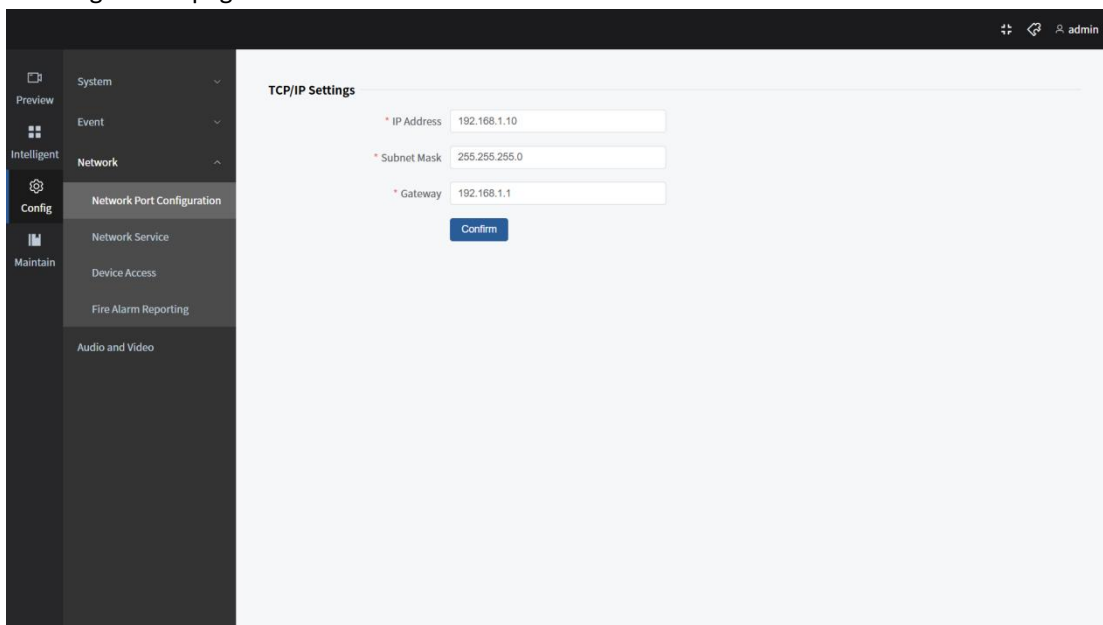 admin
Preview
Intelligent
Config
Maintain
System
Event
Network
Network Port Configuration
Network Service
Device Access
Fire Alarm Reporting
Audio and Video
TCP/IP Settings
* IP Address 192.168.1.10
* Subnet Mask 255.255.255.0
* Gateway 192.168.1.1
Confirm